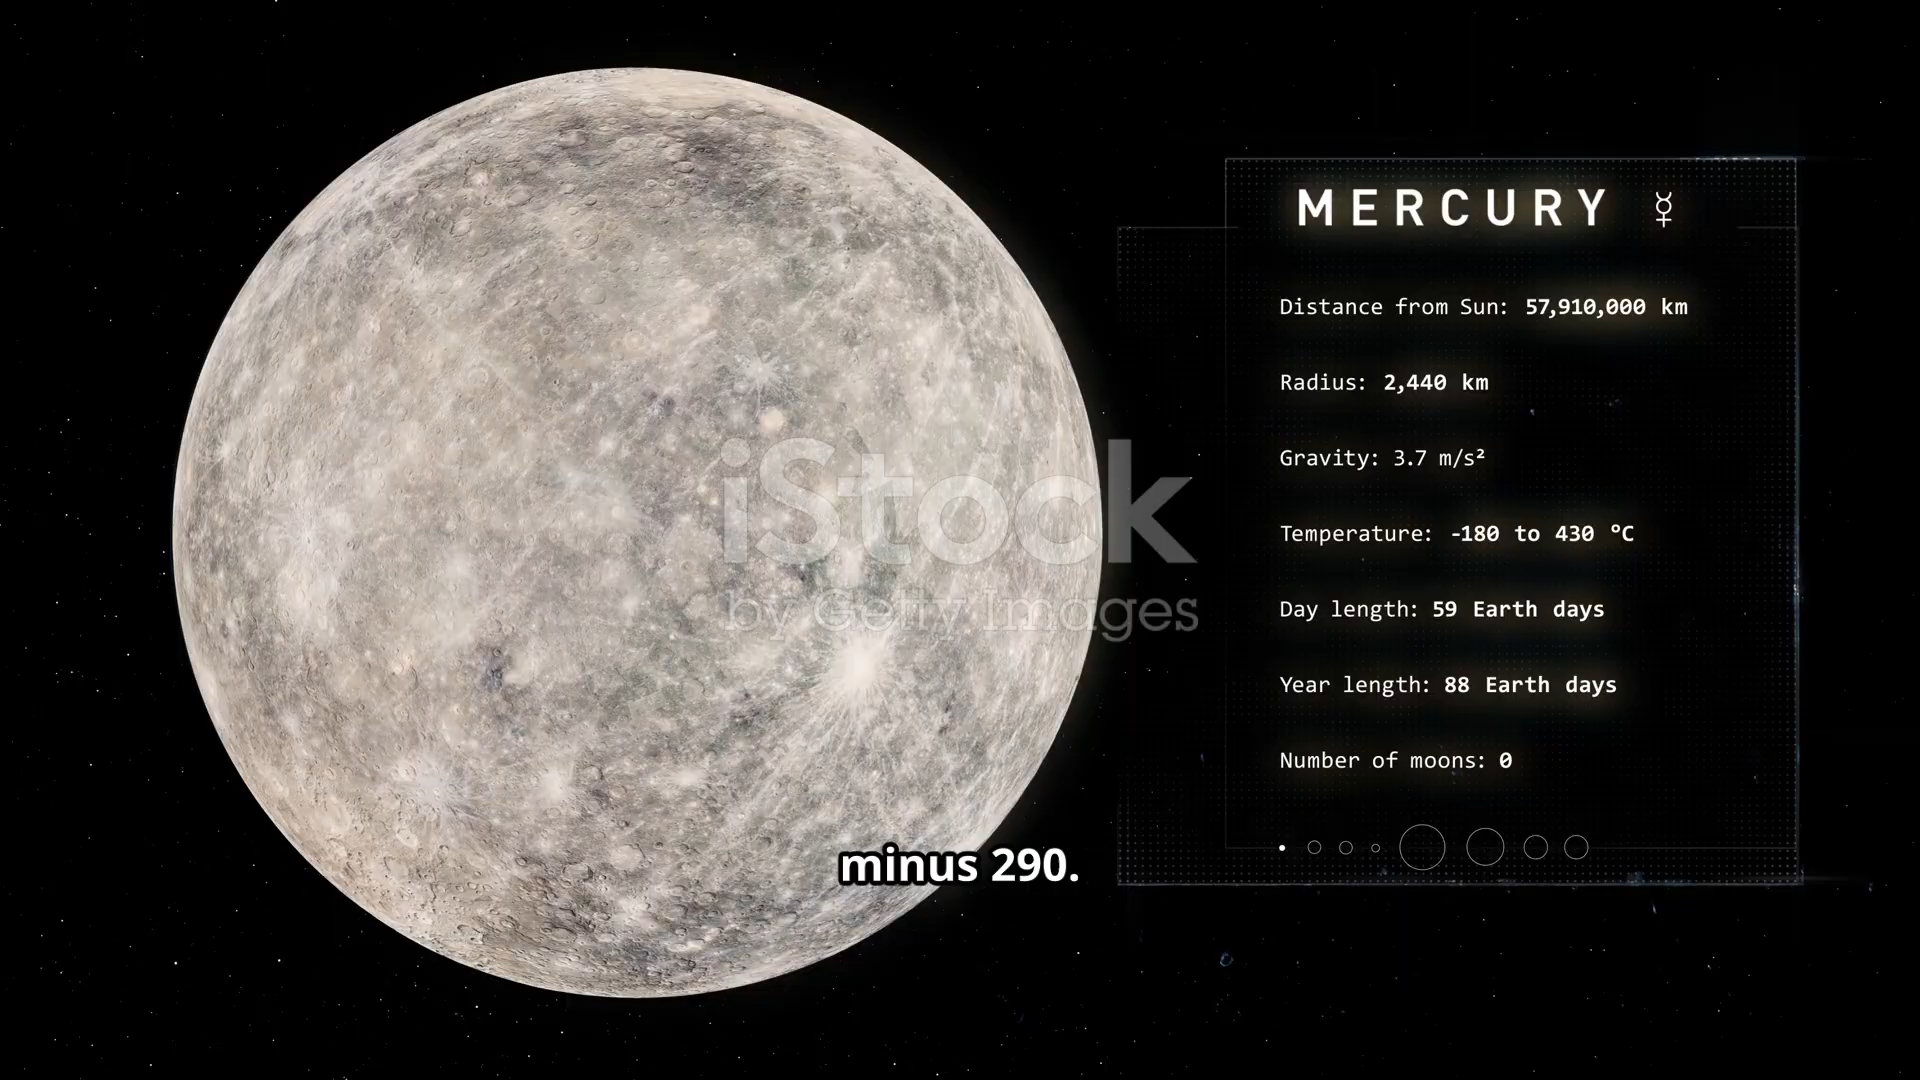 MERCURY ☿
Distance from Sun: 57,910,000 km
Radius: 2,440 km
Gravity: 3.7 m/s²
Temperature: -180 to 430 °C
Day length: 59 Earth days
Year length: 88 Earth days
Number of moons: 0
iStock
by Getty Images
minus 290.